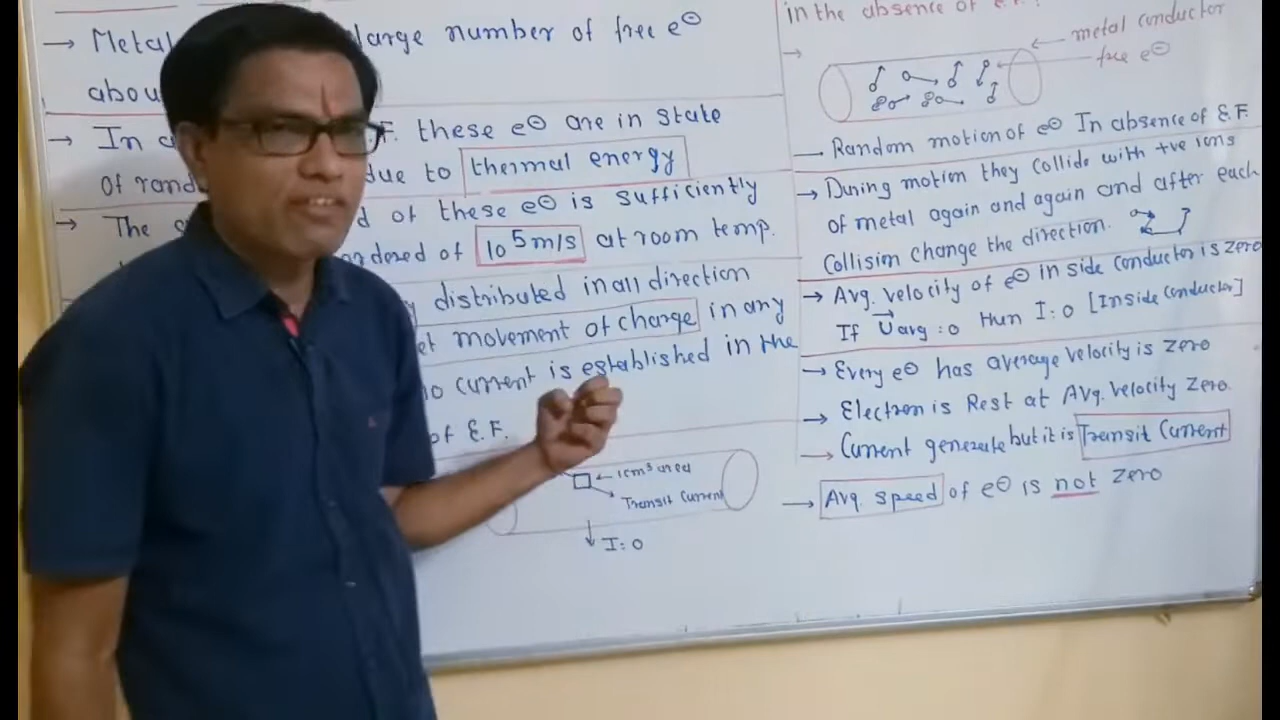 → Metal large number of free e⊖
abou
→ In E.F. these e⊖ are in state
of rand due to thermal energy
→ The d of these e⊖ is sufficiently
ordered of 10⁵m/s at room temp.
distributed in all direction
et movement of charge in any
no current is established in the
of E.F.
← 1cm³ area
Transit Current
I:0
in the absence of E.F.
→
← metal conductor
free e⊖
— Random motion of e⊖ In absence of E.F.
→ During motion they Collide with +ve ions
of metal again and again and after each
Collision change the direction.
→ Avg. velocity of e⊖ in side conductor is zero
If U⃗avg:0 then I:0 [Inside Conductor]
→ Every e⊖ has average velocity is zero
→ Electron is Rest at Avg. velocity Zero.
→ Current generate but it is Transit Current
→ Avg. speed of e⊖ is not zero